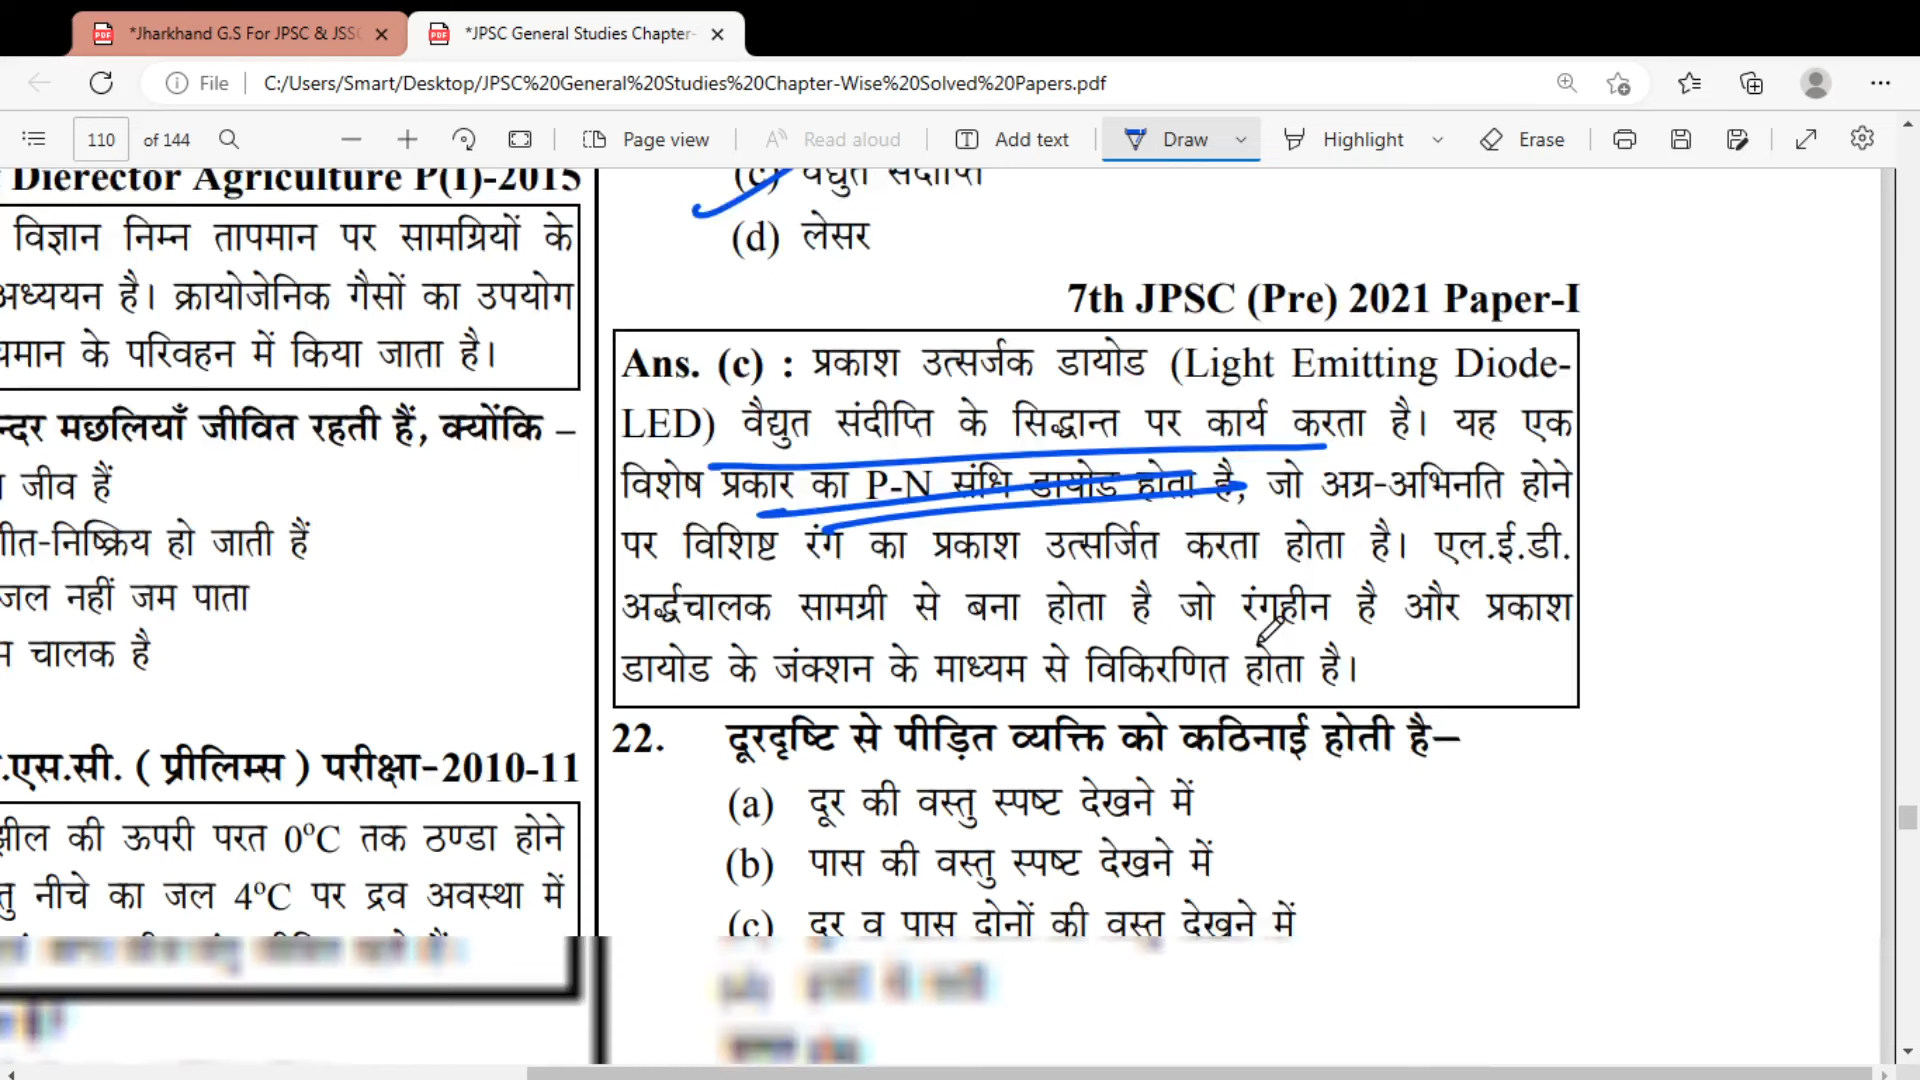 *Jharkhand G.S For JPSC & JSSC
*JPSC General Studies Chapter-
File C:/Users/Smart/Desktop/JPSC%20General%20Studies%20Chapter-Wise%20Solved%20Papers.pdf
110 of 144 Page view Read aloud Add text Draw Highlight Erase
Dierector Agriculture P(I)-2015
विज्ञान निम्न तापमान पर सामग्रियों के
अध्ययन है। क्रायोजेनिक गैसों का उपयोग
के परिवहन में किया जाता है।
मछलियाँ जीवित रहती हैं, क्योंकि –
जीव हैं
हो जाती हैं
जल नहीं जम पाता
चालक है
( प्रीलिम्स ) परीक्षा-2010-11
झील की ऊपरी परत 0°C तक ठण्डा होने
नीचे का जल 4°C पर द्रव अवस्था में
(c) वैद्युत संदीप्ति
(d) लेसर
7th JPSC (Pre) 2021 Paper-I
Ans. (c) : प्रकाश उत्सर्जक डायोड (Light Emitting Diode-
LED) वैद्युत संदीप्ति के सिद्धान्त पर कार्य करता है। यह एक
विशेष प्रकार का P-N संधि डायोड होता है, जो अग्र-अभिनति होने
पर विशिष्ट रंग का प्रकाश उत्सर्जित करता होता है। एल.ई.डी.
अर्द्धचालक सामग्री से बना होता है जो रंगहीन है और प्रकाश
डायोड के जंक्शन के माध्यम से विकिरणित होता है।
22. दूरदृष्टि से पीड़ित व्यक्ति को कठिनाई होती है–
(a) दूर की वस्तु स्पष्ट देखने में
(b) पास की वस्तु स्पष्ट देखने में
(c) दूर व पास दोनों की वस्तु देखने में